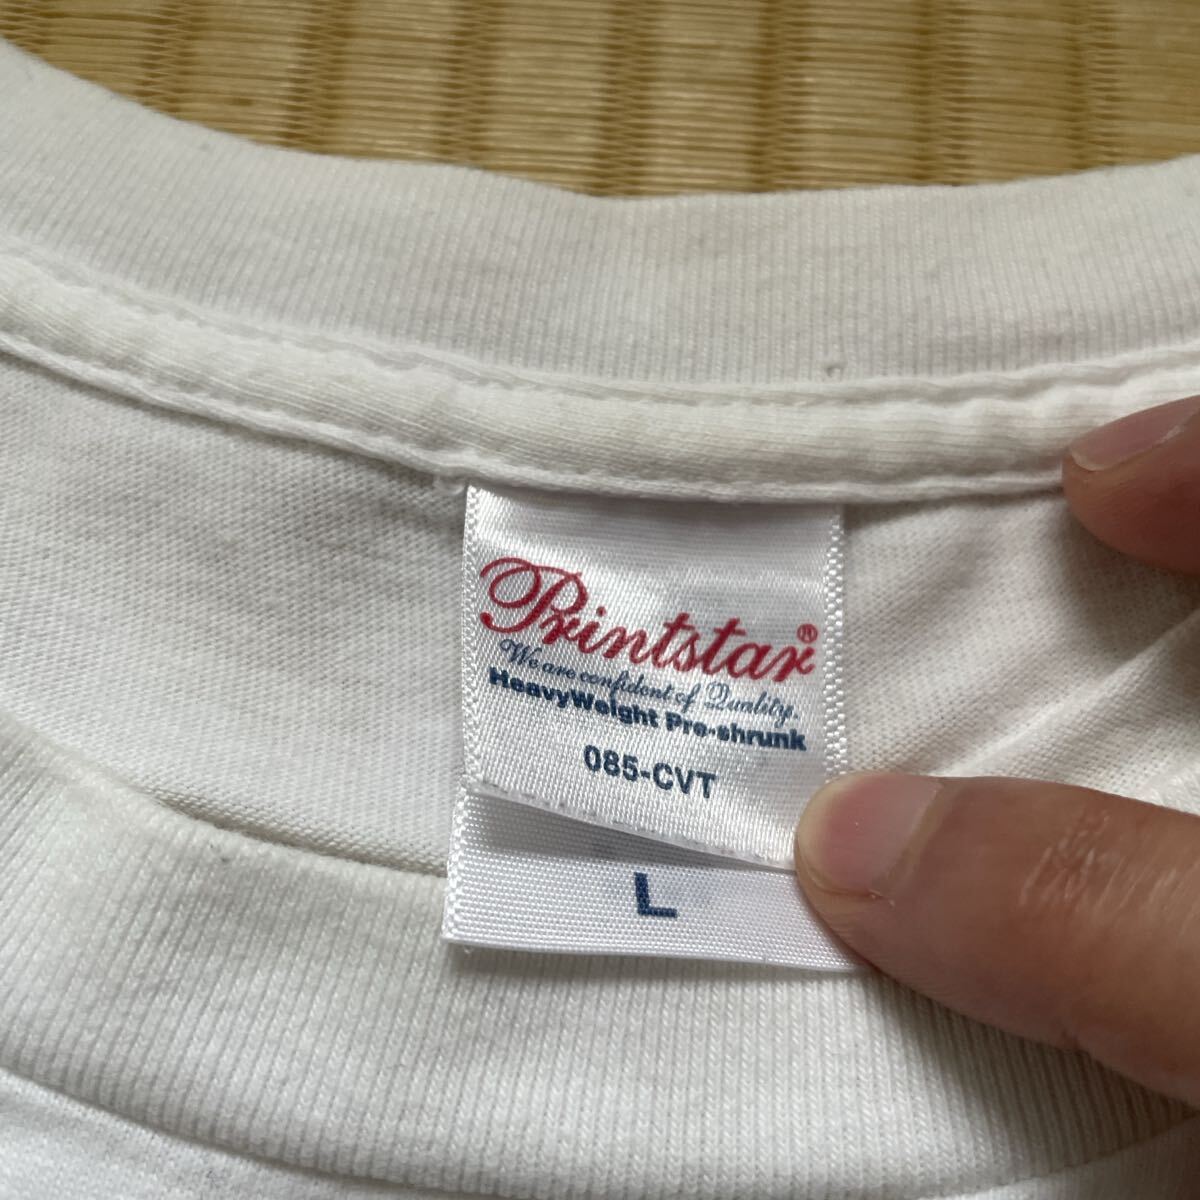 Printstar®
We are confident of Quality.
HeavyWeight Pre-shrunk
085-CVT
L